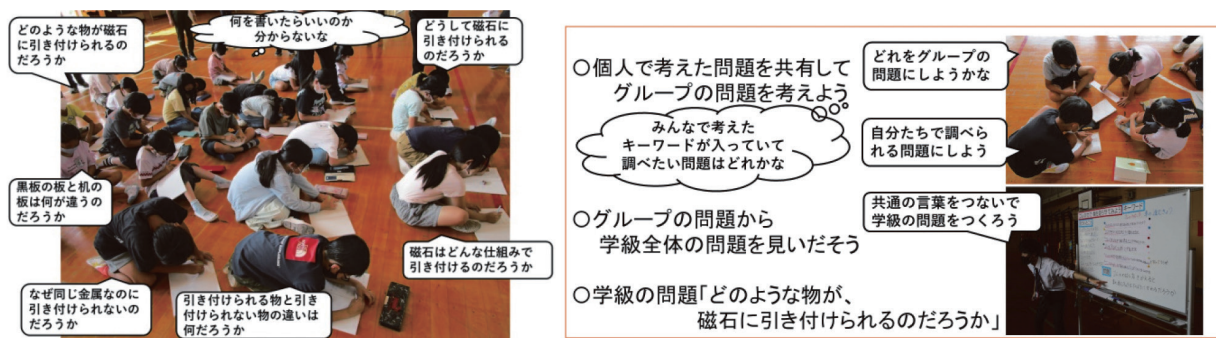 どのような物が磁石
に引き付けられるの
だろうか
何を書いたらいいのか
分からないな
どうして磁石に
引き付けられる
のだろうか
黒板の板と机の
板は何が違うの
だろうか
なぜ同じ金属なのに
引き付けられないの
だろうか
引き付けられる物と引き
付けられない物の違いは
何だろうか
磁石はどんな仕組みで
引き付けるのだろうか
○個人で考えた問題を共有して
グループの問題を考えよう
みんなで考えた
キーワードが入っていて
調べたい問題はどれかな
○グループの問題から
学級全体の問題を見いだそう
○学級の問題「どのような物が、
磁石に引き付けられるのだろうか」
どれをグループの
問題にしようかな
自分たちで調べら
れる問題にしよう
共通の言葉をつないで
学級の問題をつくろう